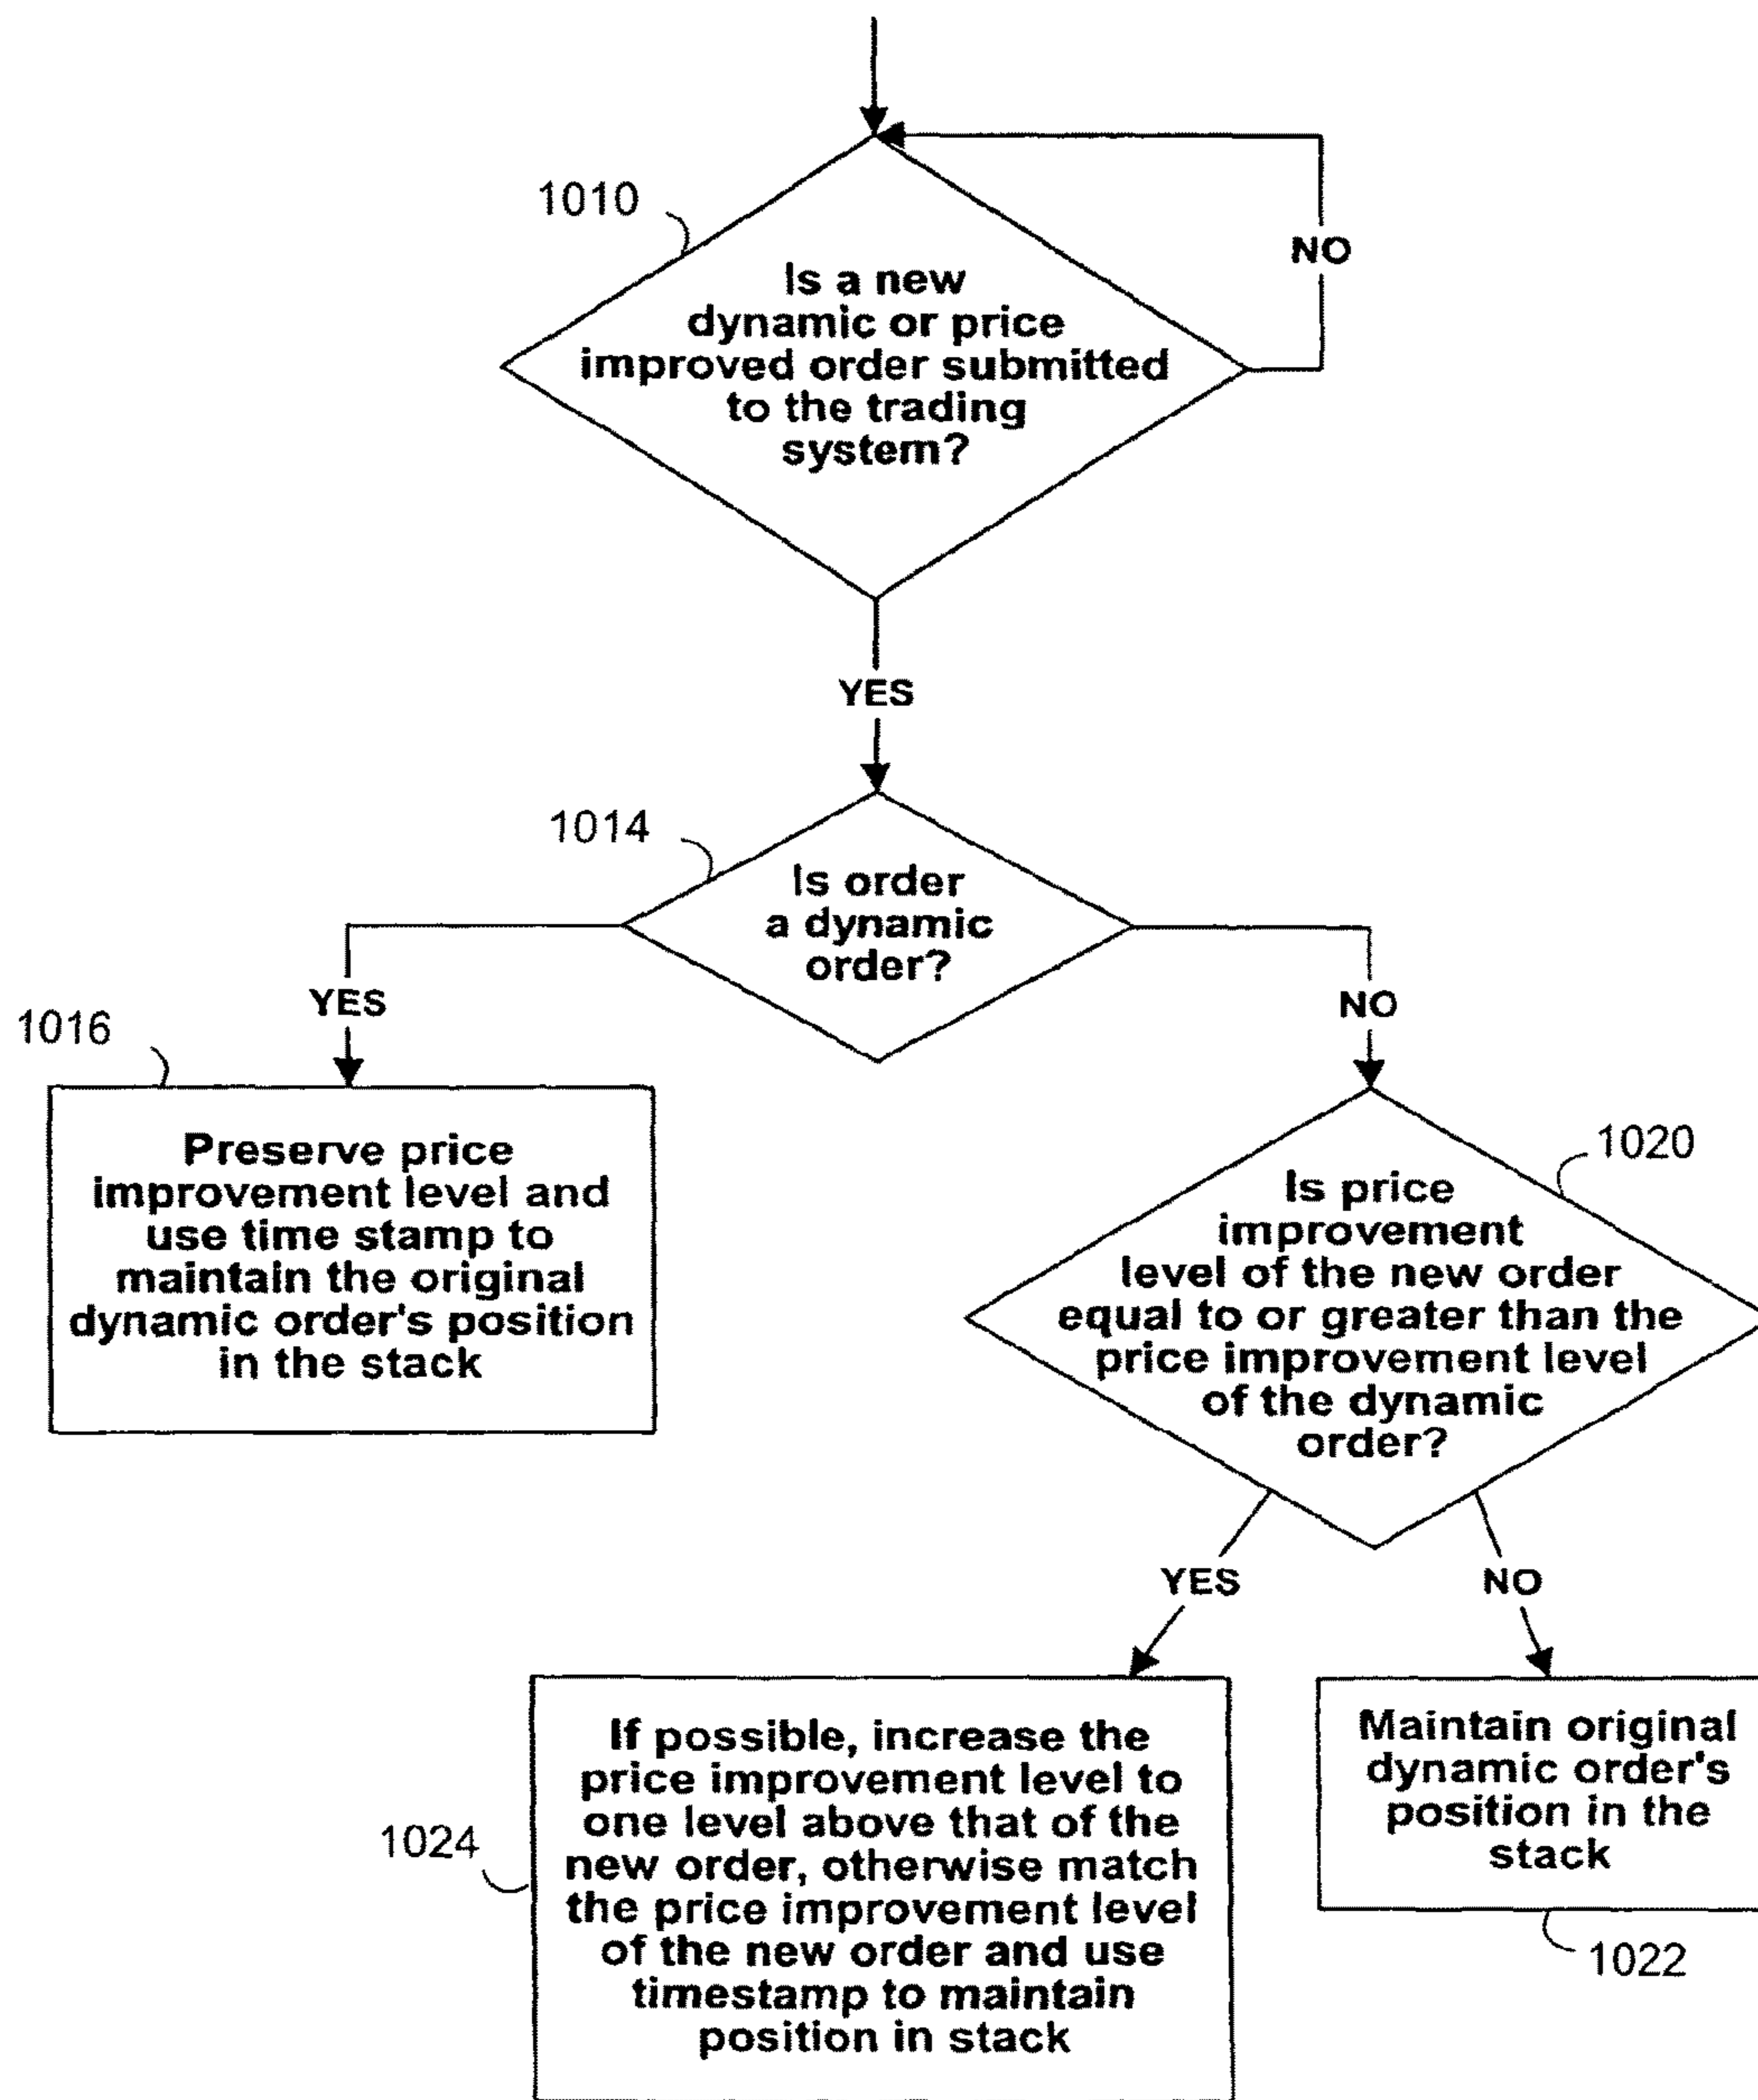 1010
NO
Is a new
dynamic or price
improved order submitted
to the trading
system?
YES
1014
Is order
a dynamic
order?
YES
NO
1016
Preserve price
improvement level and
use time stamp to
maintain the original
dynamic order's position
in the stack
1020
Is price
improvement
level of the new order
equal to or greater than the
price improvement level
of the dynamic
order?
YES
NO
1024
If possible, increase the
price improvement level to
one level above that of the
new order, otherwise match
the price improvement level
of the new order and use
timestamp to maintain
position in stack
Maintain original
dynamic order's
position in the
stack
1022